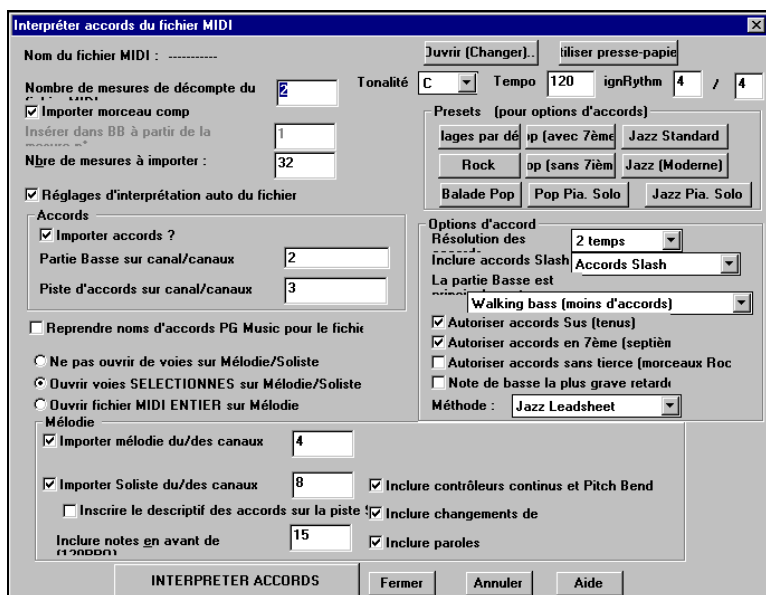 Interpréter accords du fichier MIDI
Nom du fichier MIDI : -----------
Ouvrir (Changer)..
tiliser presse-papie
Nombre de mesures de décompte du
fichier MIDI
2
Tonalité C Tempo 120 ignRythm 4 / 4
Importer morceau comp
Insérer dans BB à partir de la
mesure n°
1
Nbre de mesures à importer : 32
Presets (pour options d'accords)
lages par dé
op (avec 7ème
Jazz Standard
Rock
op (sans 7ièm
Jazz (Moderne)
Balade Pop
Pop Pia. Solo
Jazz Pia. Solo
Réglages d'interprétation auto du fichier
Accords
Importer accords ?
Partie Basse sur canal/canaux 2
Piste d'accords sur canal/canaux 3
Options d'accord
Résolution des
2 temps
Inclure accords Slash
Accords Slash
La partie Basse est
Walking bass (moins d'accords)
Autoriser accords Sus (tenus)
Autoriser accords en 7ème (septièn
Autoriser accords sans tierce (morceaux Roc
Note de basse la plus grave retard
Méthode : Jazz Leadsheet
Reprendre noms d'accords PG Music pour le fichie
Ne pas ouvrir de voies sur Mélodie/Soliste
Ouvrir voies SELECTIONNES sur Mélodie/Soliste
Ouvrir fichier MIDI ENTIER sur Mélodie
Mélodie
Importer mélodie du/des canaux 4
Importer Soliste du/des canaux 8
Inscrire le descriptif des accords sur la piste
Inclure notes en avant de
(120PPQ)
15
Inclure contrôleurs continus et Pitch Bend
Inclure changements de
Inclure paroles
INTERPRETER ACCORDS
Fermer
Annuler
Aide